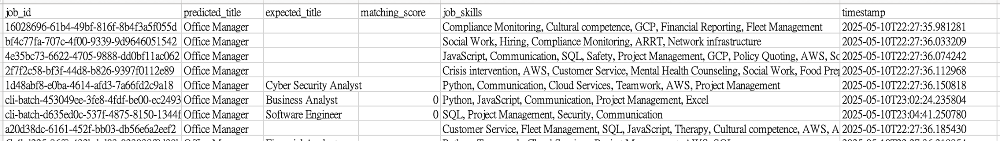 job_id predicted_title expected_title matching_score job_skills timestamp
16028696-61b4-49bf-816f-8b4f3a5f055d Office Manager Compliance Monitoring, Cultural competence, GCP, Financial Reporting, Fleet Management 2025-05-10T22:27:35.981281
bf4c77fa-707c-4f00-9339-9d9646051542 Office Manager Social Work, Hiring, Compliance Monitoring, ARRT, Network infrastructure 2025-05-10T22:27:36.033209
4e35bc73-6622-4705-9888-dd0bf11ac062 Office Manager JavaScript, Communication, SQL, Safety, Project Management, GCP, Policy Quoting, AWS, Sc 2025-05-10T22:27:36.074242
2f7f2c58-bf3f-44d8-b826-9397f0112e89 Office Manager Crisis intervention, AWS, Customer Service, Mental Health Counseling, Social Work, Food Prep 2025-05-10T22:27:36.112968
1d48abf8-e0ba-4614-afd3-7a66fd2c9a18 Office Manager Cyber Security Analyst Python, Communication, Cloud Services, Teamwork, AWS, Project Management 2025-05-10T22:27:36.150818
cli-batch-453049ee-3fe8-4fdf-be00-ec2493 Office Manager Business Analyst 0 Python, JavaScript, Communication, Project Management, Excel 2025-05-10T23:02:24.235804
cli-batch-d635ed0c-537f-4875-8150-1344f Office Manager Software Engineer 0 SQL, Project Management, Security, Communication 2025-05-10T23:04:41.250780
a20d38dc-6161-452f-bb03-db56e6a2eef2 Office Manager Customer Service, Fleet Management, SQL, JavaScript, Therapy, Cultural competence, AWS, A 2025-05-10T22:27:36.185430